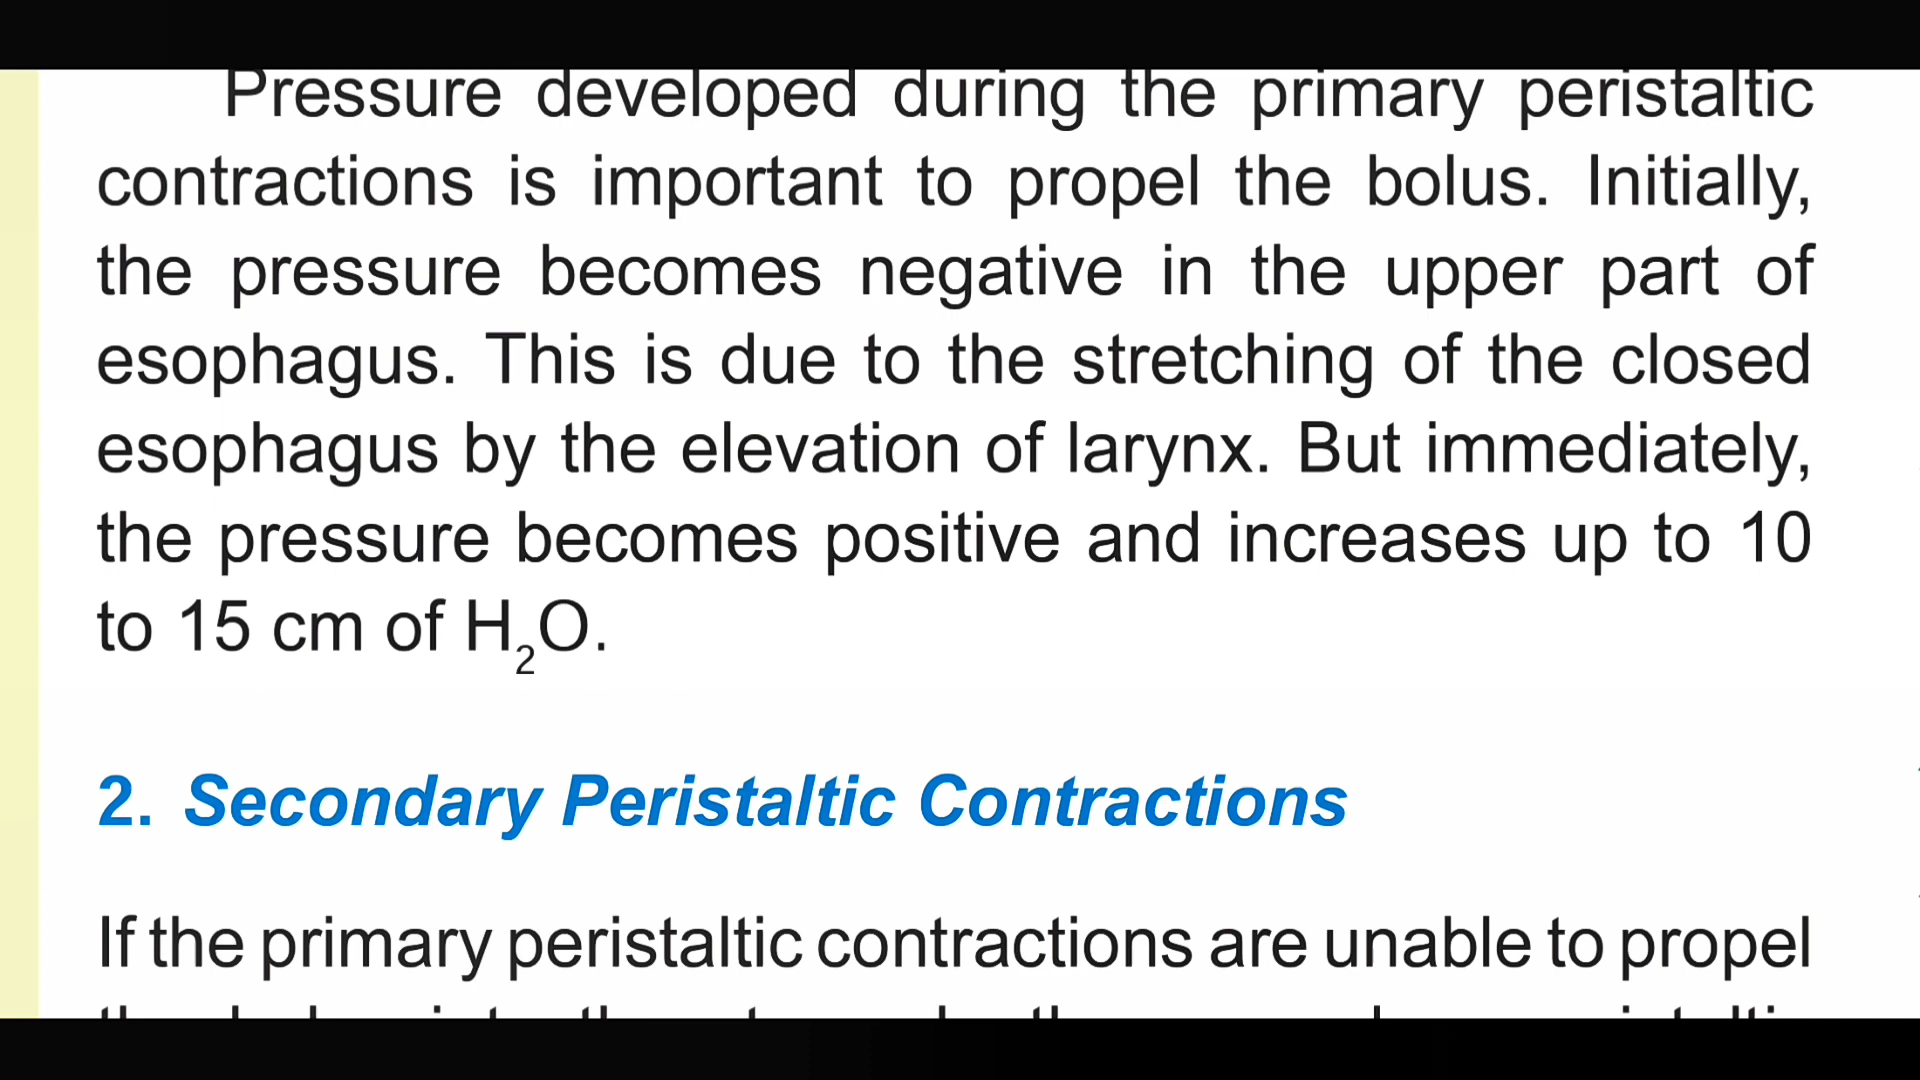 Pressure developed during the primary peristaltic
contractions is important to propel the bolus. Initially,
the pressure becomes negative in the upper part of
esophagus. This is due to the stretching of the closed
esophagus by the elevation of larynx. But immediately,
the pressure becomes positive and increases up to 10
to 15 cm of H₂O.
2. Secondary Peristaltic Contractions
If the primary peristaltic contractions are unable to propel